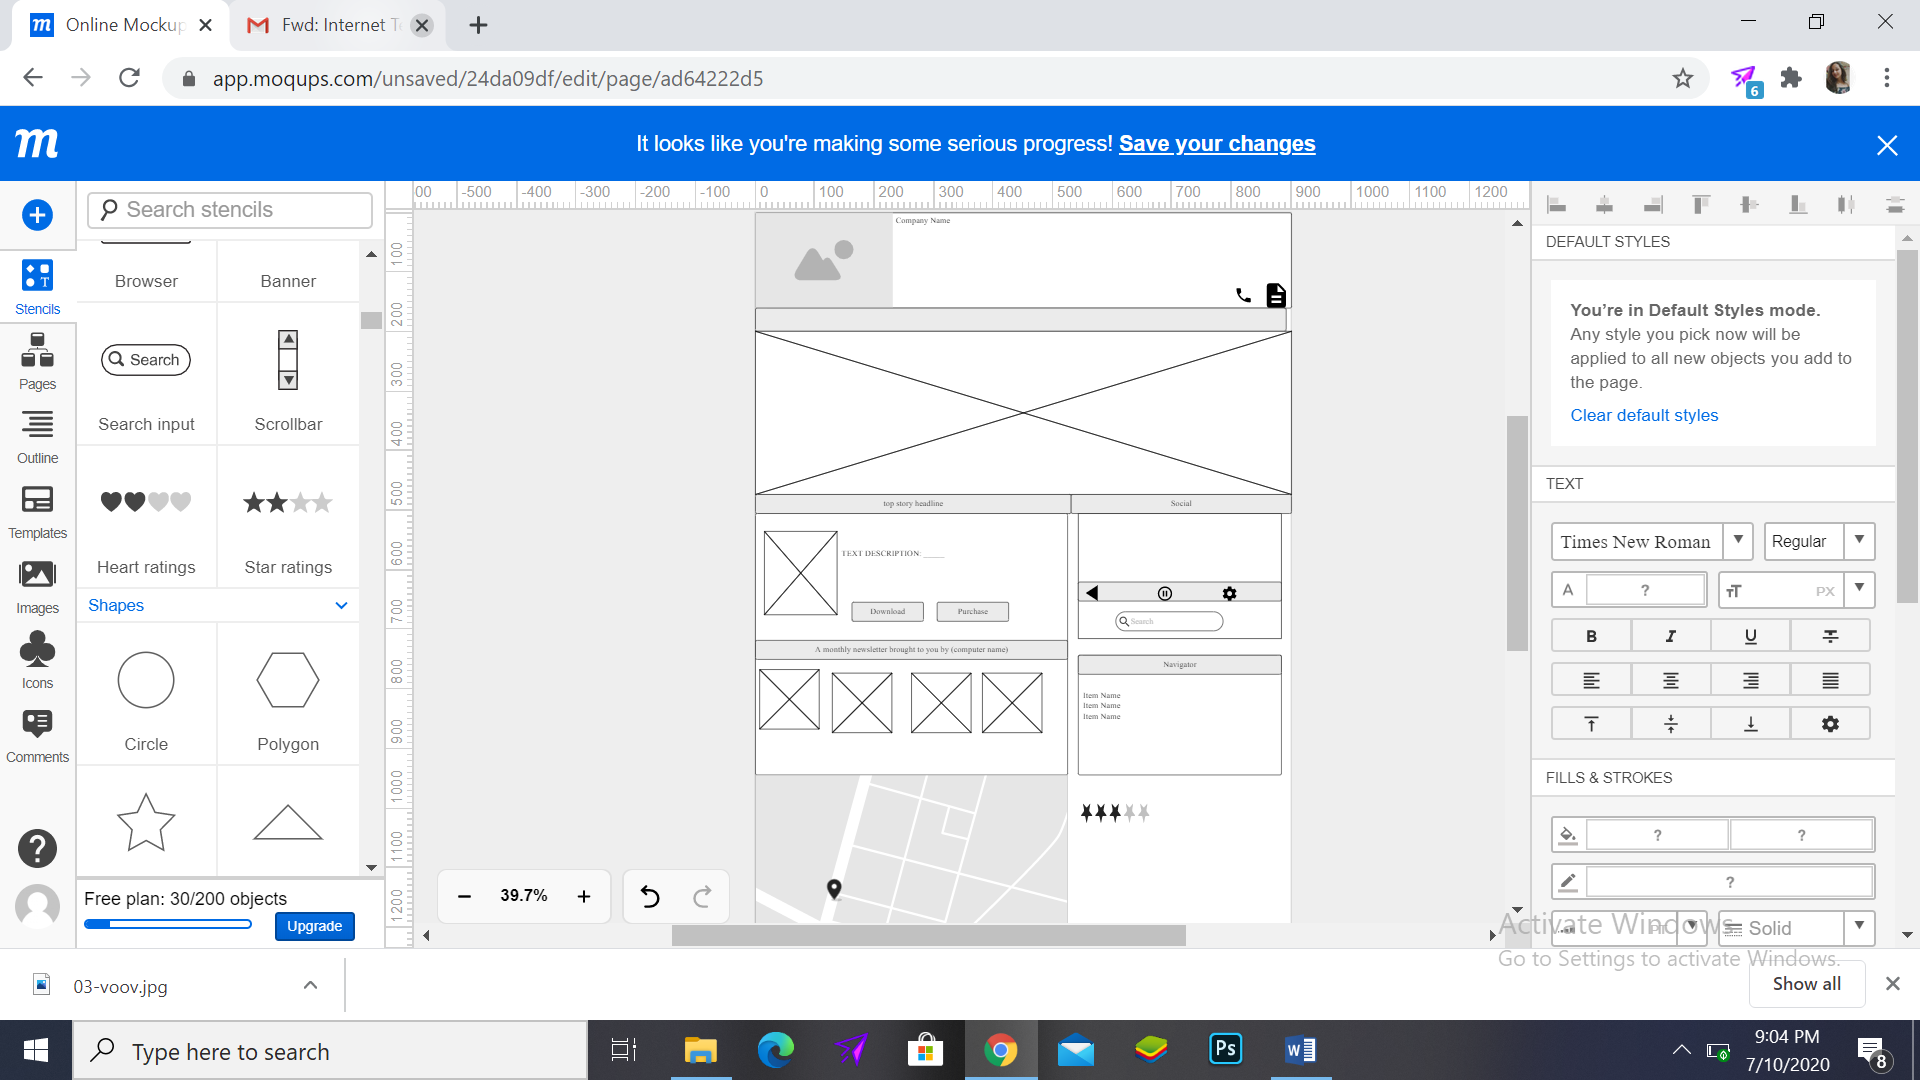 Online Mockup
Fwd: Internet Te
app.moqups.com/unsaved/24da09df/edit/page/ad64222d5
6
m
It looks like you're making some serious progress! Save your changes
Search stencils
00 -500 -400 -300 -200 -100 0 100 200 300 400 500 600 700 800 900 1000 1100 1200
100
200
300
400
500
600
700
800
900
1000
1100
1200
Stencils
Pages
Outline
Templates
Images
Icons
Comments
Browser
Banner
Search
Search input
Scrollbar
Heart ratings
Star ratings
Shapes
Circle
Polygon
Free plan: 30/200 objects
Upgrade
Company Name
top story headline
Social
TEXT DESCRIPTION: _____
Download
Purchase
Search
A monthly newsletter brought to you by (computer name)
Navigator
Item Name
Item Name
Item Name
39.7%
DEFAULT STYLES
You’re in Default Styles mode.
Any style you pick now will be
applied to all new objects you add to
the page.
Clear default styles
TEXT
Times New Roman
Regular
A ?
PX
B I U
FILLS & STROKES
? ?
?
PT
Solid
Activate Windows
Go to Settings to activate Windows.
03-voov.jpg
Show all
Type here to search
Ps
9:04 PM
7/10/2020
8